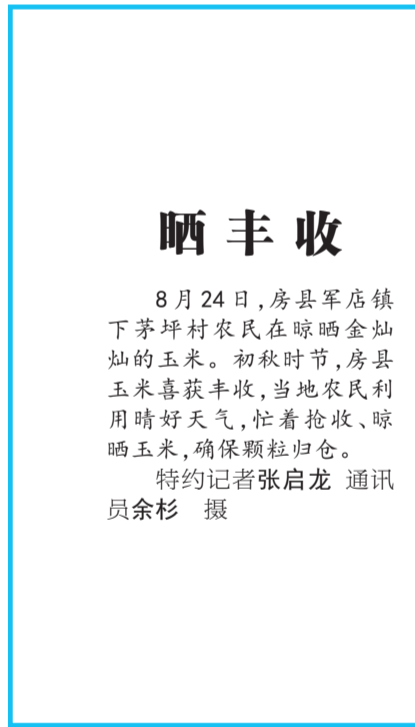 晒丰收
8月24日,房县军店镇
下茅坪村农民在晾晒金灿
灿的玉米。初秋时节,房县
玉米喜获丰收,当地农民利
用晴好天气,忙着抢收、晾
晒玉米,确保颗粒归仓。
特约记者张启龙 通讯
员余杉 摄